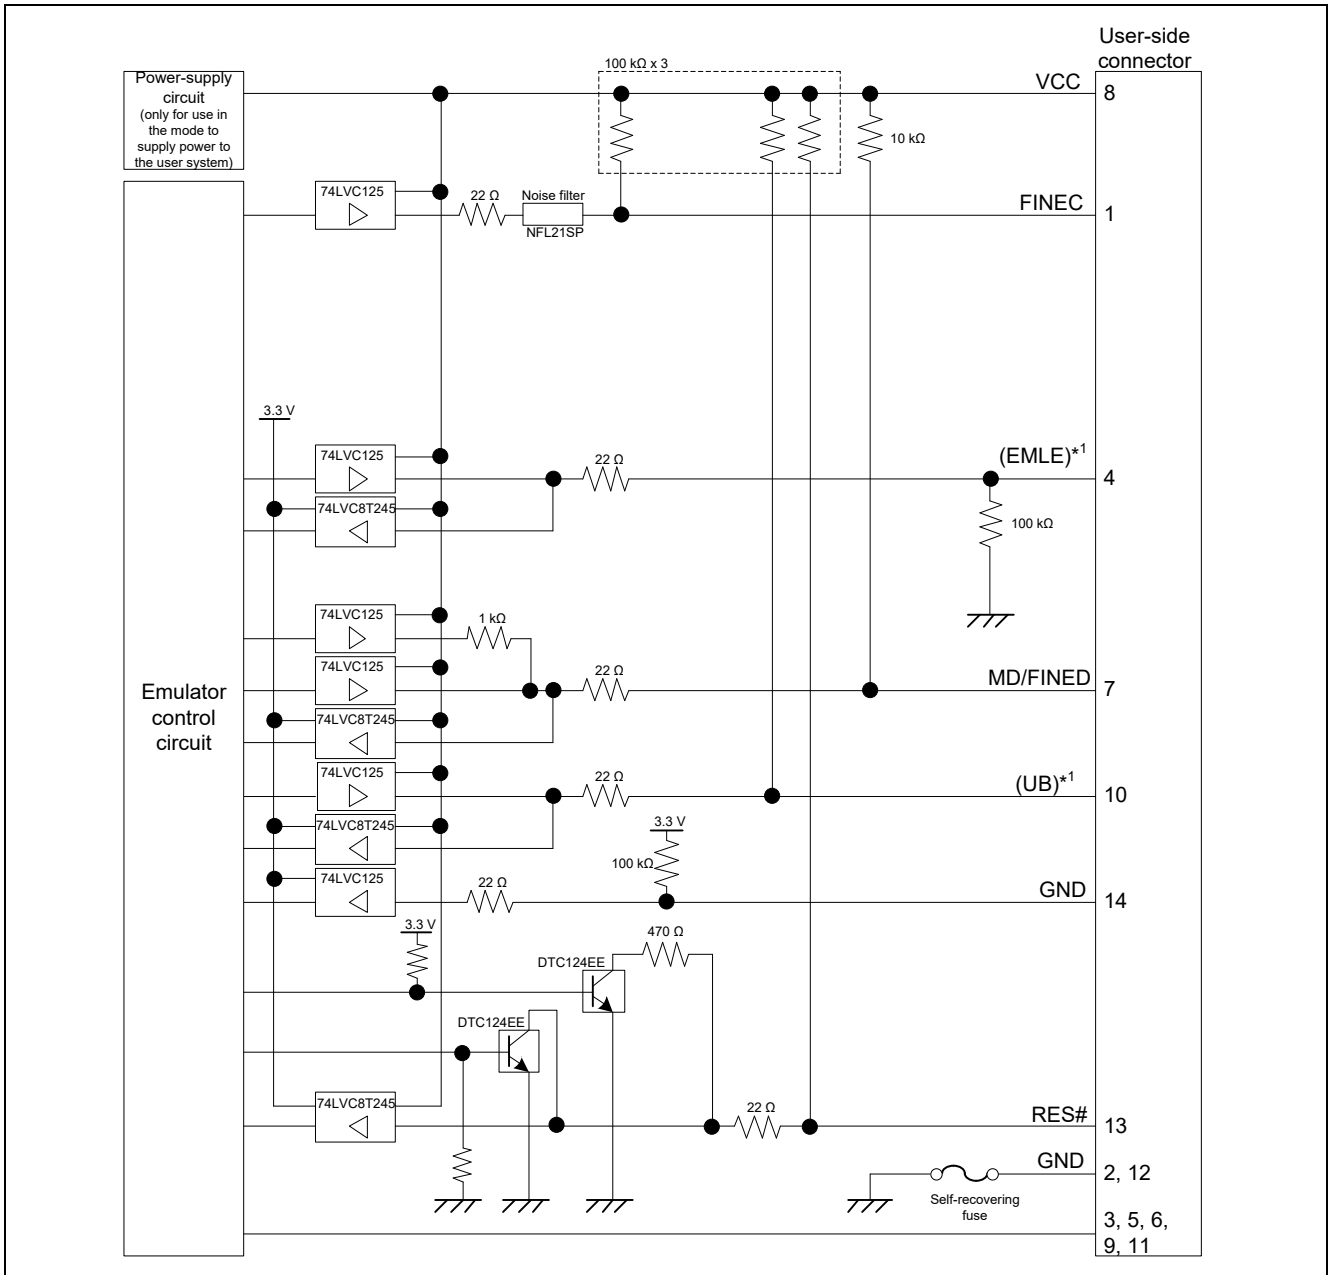 User-side
connector
Power-supply
circuit
(only for use in
the mode to
supply power to
the user system)
100 kΩ x 3
VCC
8
10 kΩ
74LVC125
22 Ω
Noise filter
NFL21SP
FINEC
1
3.3 V
74LVC125
22 Ω
(EMLE)*1
4
74LVC8T245
100 kΩ
74LVC125
1 kΩ
74LVC125
22 Ω
MD/FINED
7
Emulator
control
circuit
74LVC8T245
74LVC125
22 Ω
(UB)*1
10
74LVC8T245
3.3 V
100 kΩ
74LVC125
22 Ω
GND
14
3.3 V
470 Ω
DTC124EE
DTC124EE
74LVC8T245
22 Ω
RES#
13
GND
2, 12
Self-recovering
fuse
3, 5, 6,
9, 11